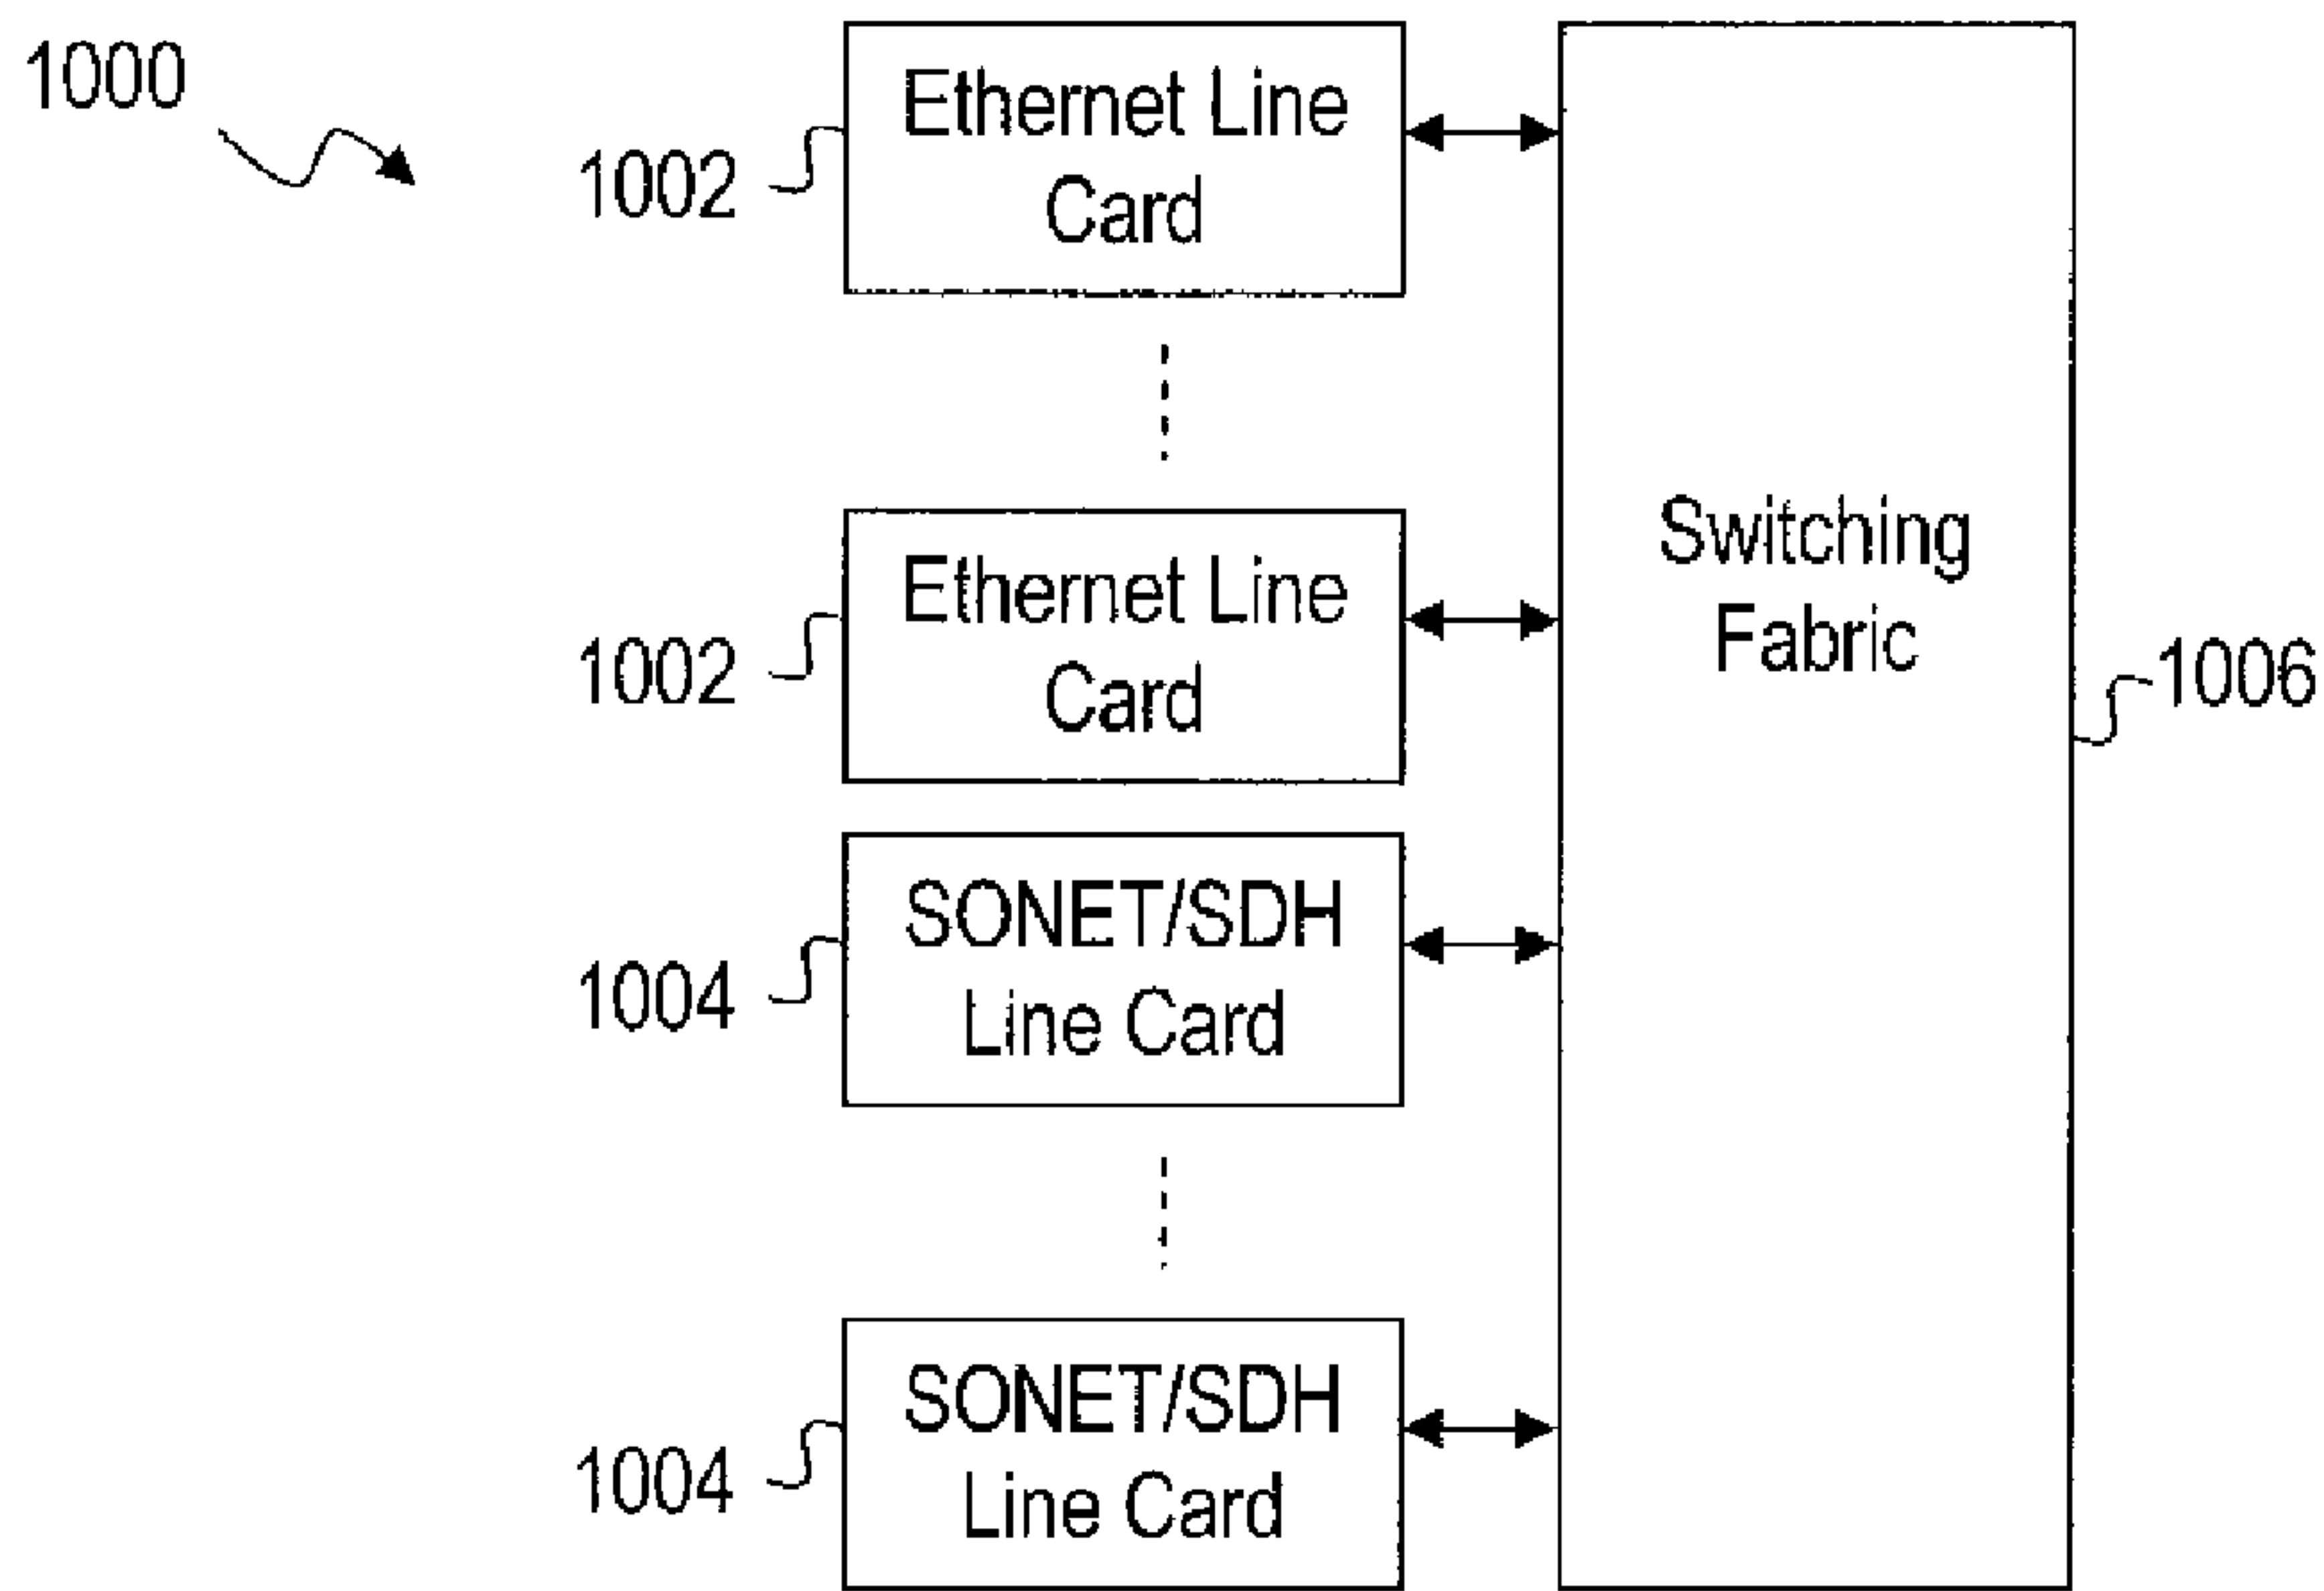 1000
Ethernet Line
Card
1002
Ethernet Line
Card
1002
Switching
Fabric
1006
SONET/SDH
Line Card
1004
SONET/SDH
Line Card
1004